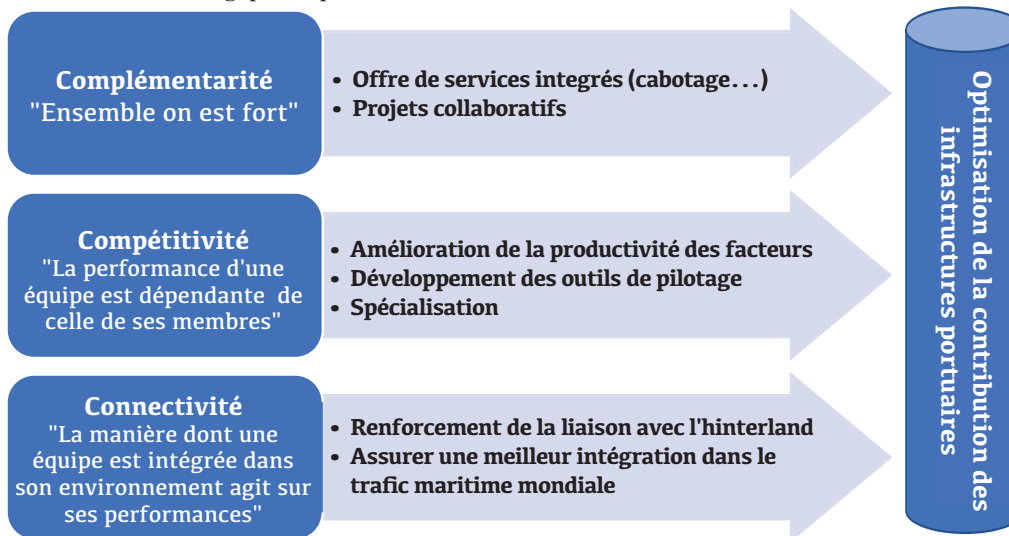 Complémentarité
"Ensemble on est fort"
• Offre de services integrés (cabotage…)
• Projets collaboratifs
Compétitivité
"La performance d'une
équipe est dépendante de
celle de ses membres"
• Amélioration de la productivité des facteurs
• Développement des outils de pilotage
• Spécialisation
Connectivité
"La manière dont une
équipe est intégrée dans
son environnement agit sur
ses performances"
• Renforcement de la liaison avec l'hinterland
• Assurer une meilleur intégration dans le
trafic maritime mondiale
Optimisation de la contribution des
infrastructures portuaires